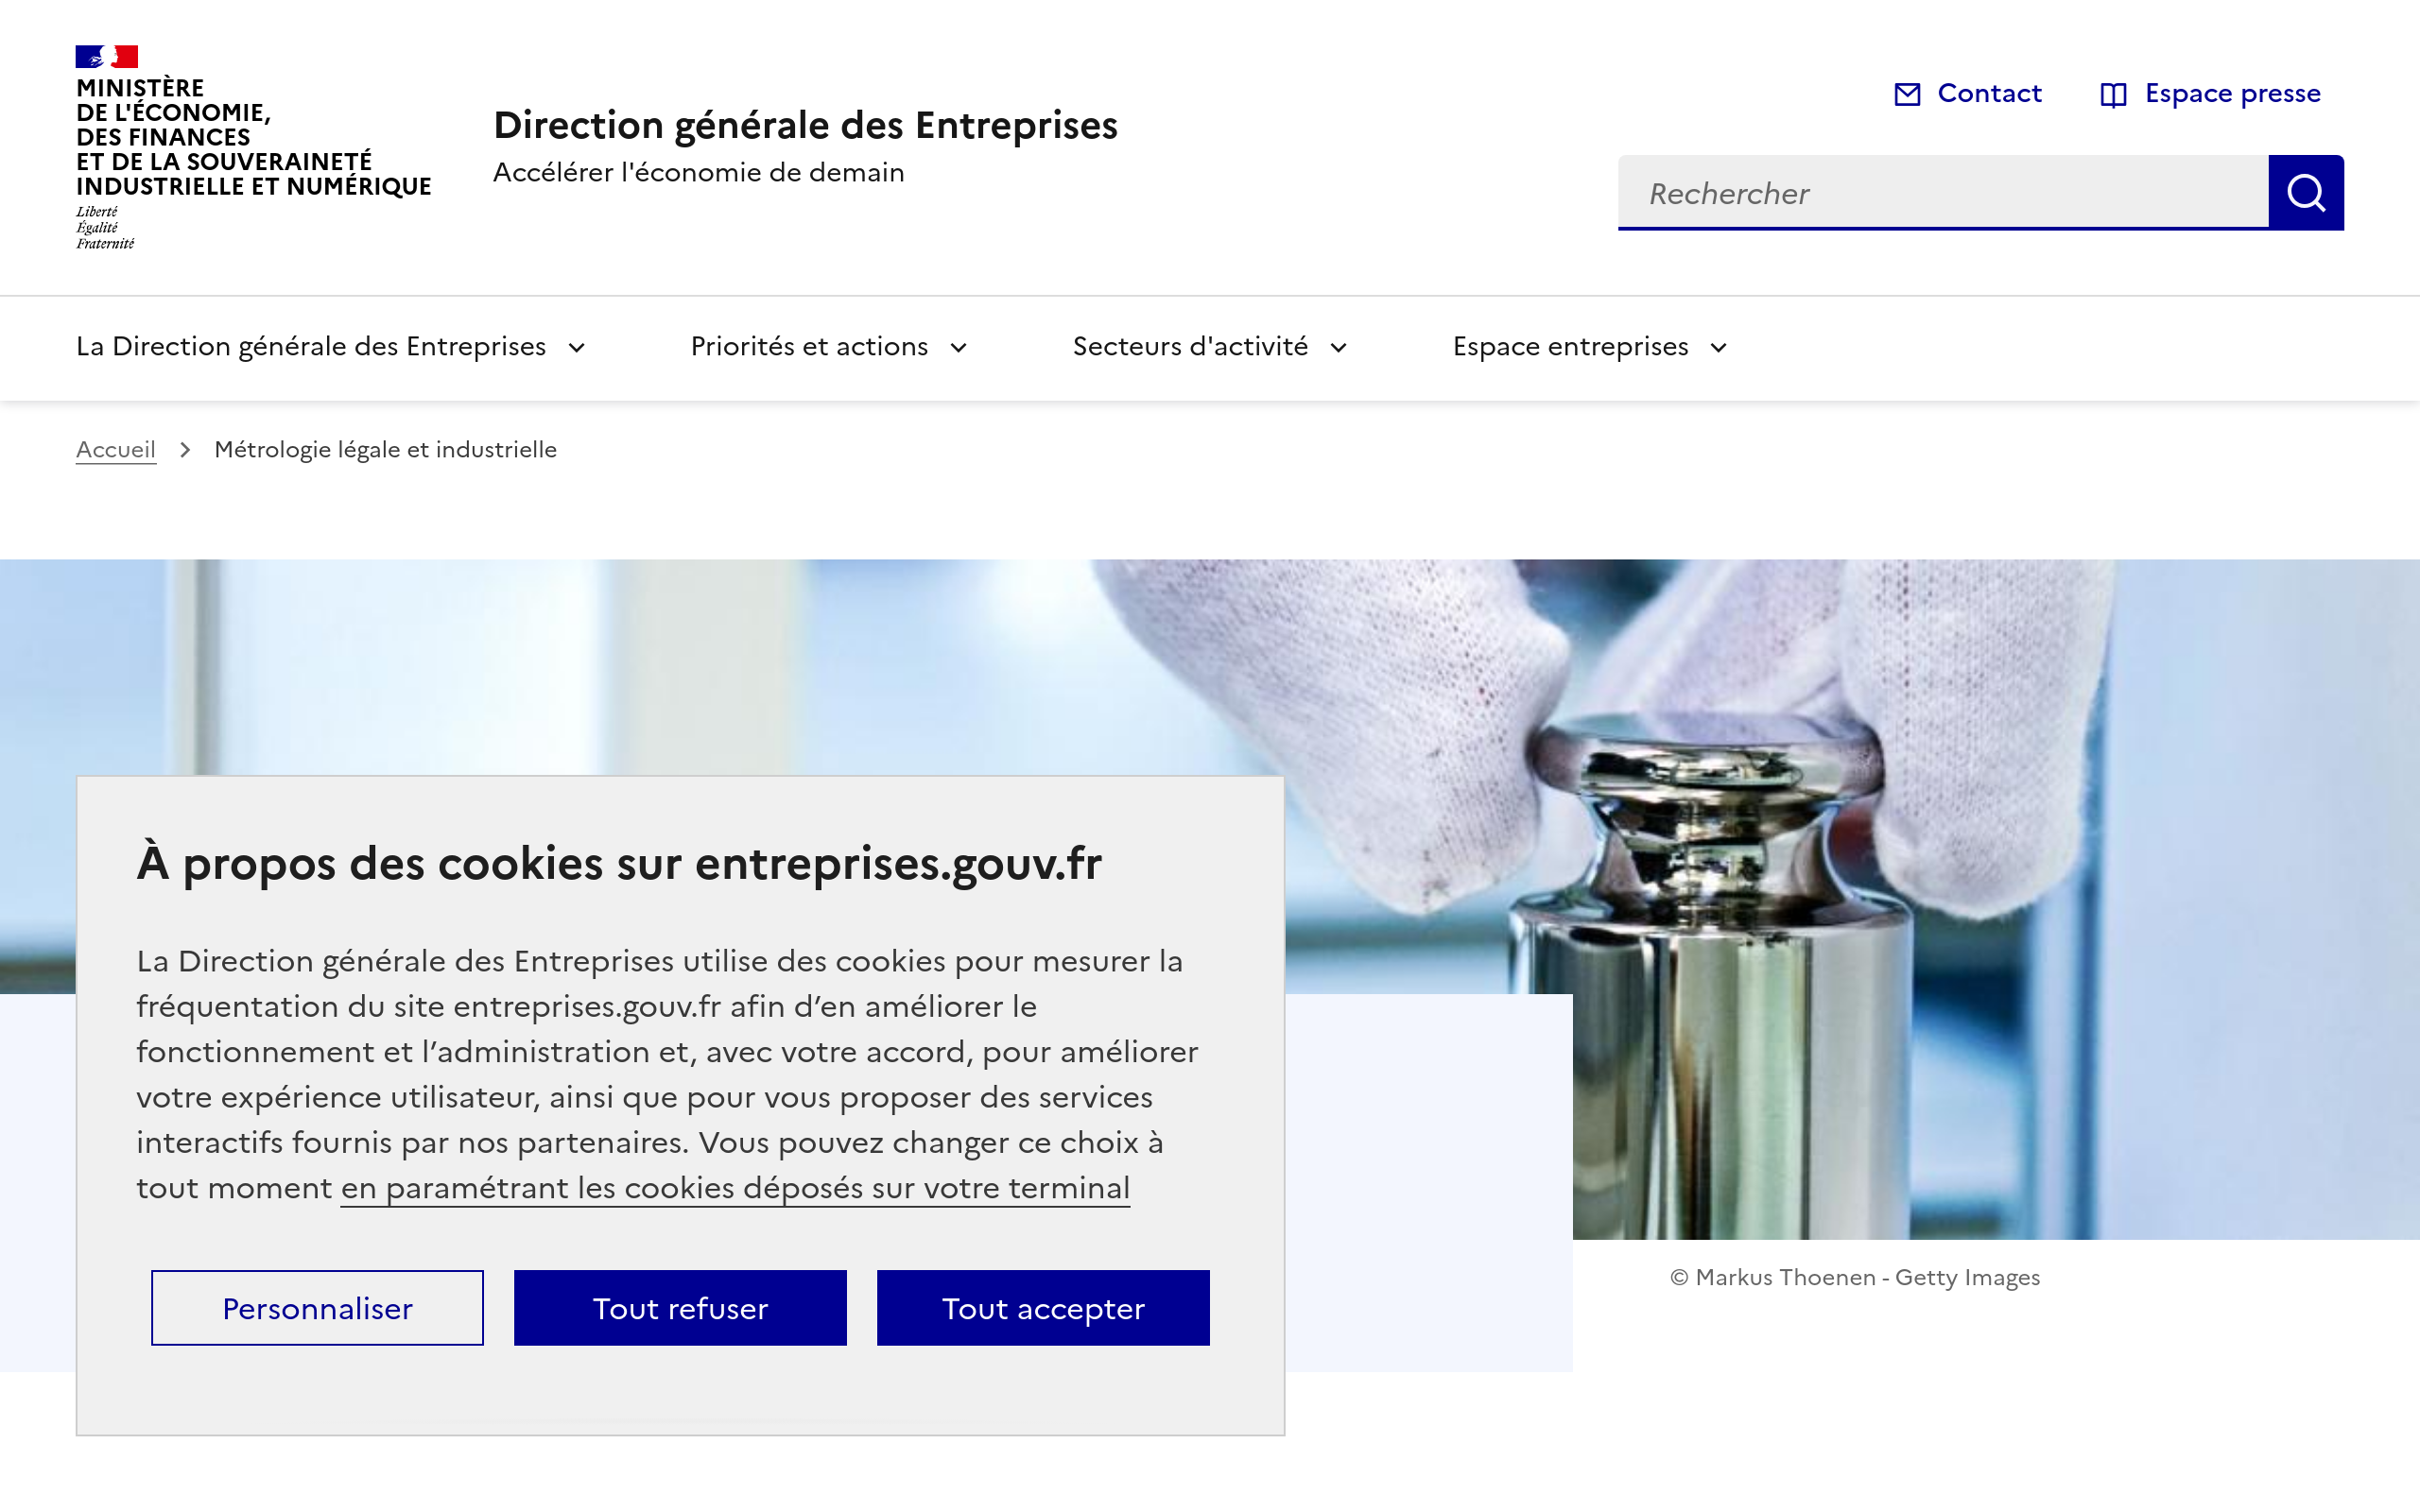 MINISTÈRE
DE L'ÉCONOMIE,
DES FINANCES
ET DE LA SOUVERAINETÉ
INDUSTRIELLE ET NUMÉRIQUE
Liberté
Égalité
Fraternité
Direction générale des Entreprises
Accélérer l'économie de demain
Contact
Espace presse
Rechercher
La Direction générale des Entreprises
Priorités et actions
Secteurs d'activité
Espace entreprises
Accueil
Métrologie légale et industrielle
À propos des cookies sur entreprises.gouv.fr
La Direction générale des Entreprises utilise des cookies pour mesurer la
fréquentation du site entreprises.gouv.fr afin d’en améliorer le
fonctionnement et l’administration et, avec votre accord, pour améliorer
votre expérience utilisateur, ainsi que pour vous proposer des services
interactifs fournis par nos partenaires. Vous pouvez changer ce choix à
tout moment en paramétrant les cookies déposés sur votre terminal
Personnaliser
Tout refuser
Tout accepter
© Markus Thoenen - Getty Images